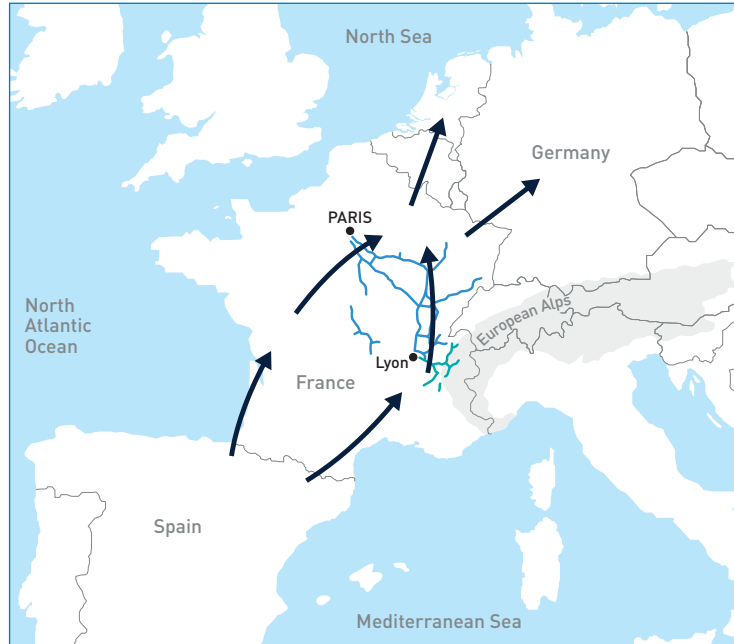 North Sea
Germany
PARIS
North
Atlantic
Ocean
European Alps
Lyon
France
Spain
Mediterranean Sea